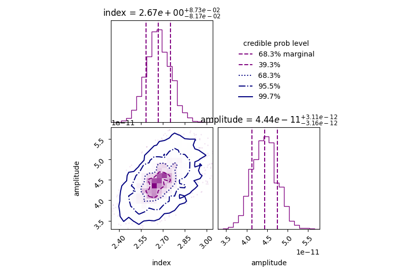 index = 2.67e+00 +8.73e−02 −8.17e−02
credible prob level
68.3% marginal
39.3%
68.3%
95.5%
99.7%
1e−11
amplitude = 4.44e−11 +3.11e−12 −3.16e−12
amplitude
5.5
5.0
4.5
4.0
3.5
2.40
2.55
2.70
2.85
3.00
index
3.5
4.0
4.5
5.0
5.5
1e−11
amplitude